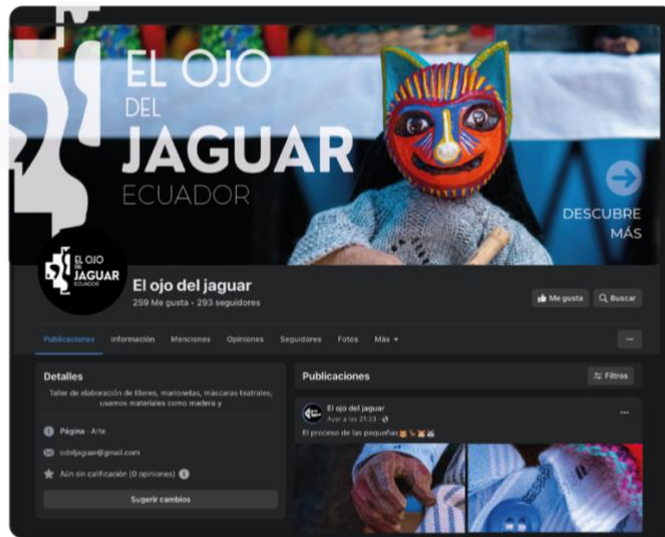 EL OJO
DEL
JAGUAR
ECUADOR
DESCUBRE
MÁS
EL OJO
DEL
JAGUAR
ECUADOR
El ojo del jaguar
259 Me gusta • 293 seguidores
Me gusta
Buscar
Publicaciones Información Menciones Opiniones Seguidores Fotos Más
Detalles
Taller de elaboración de títeres, marionetas, máscaras teatrales;
usamos materiales como madera y
Página · Arte
odeljaguar@gmail.com
Aún sin calificación (0 opiniones)
Sugerir cambios
Publicaciones
Filtros
El ojo del jaguar
Ayer a las 21:33
El proceso de las pequeñas